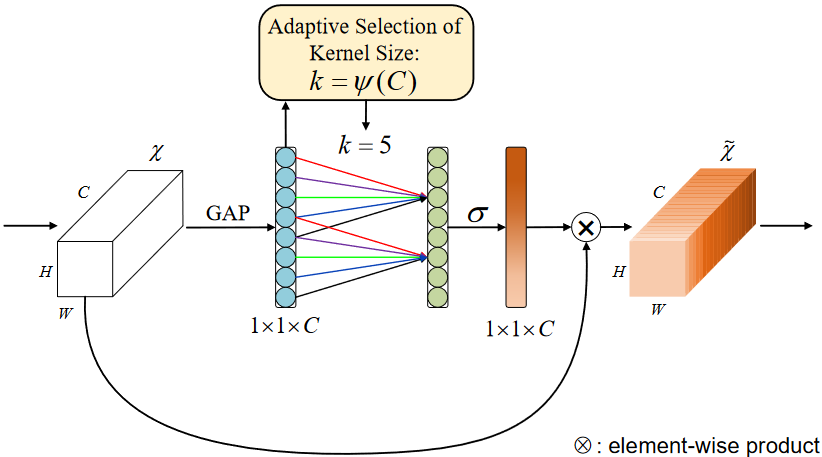 Adaptive Selection of
Kernel Size:
k = ψ(C)
k = 5
χ
C
H
W
GAP
1×1×C
σ
1×1×C
⊗
χ̃
C
H
W
⊗: element-wise product